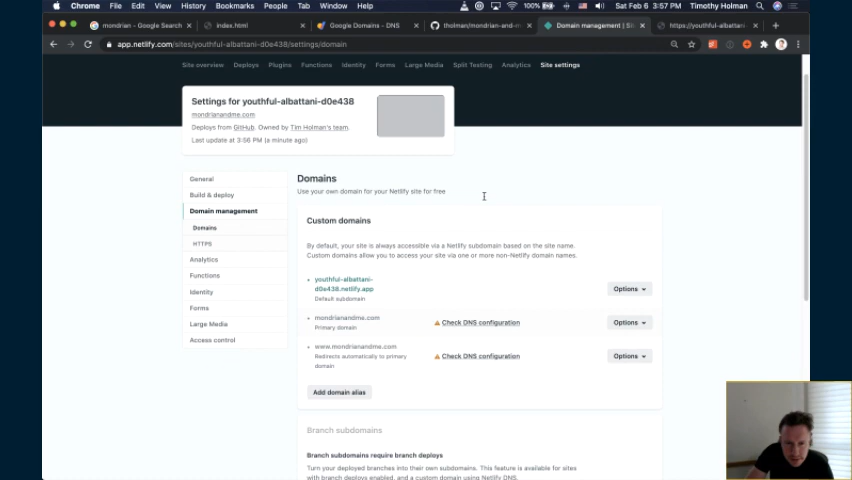 Chrome File Edit View History Bookmarks People Tab Window Help 100% Sat Feb 6 3:57 PM Timothy Holman
mondrian - Google Search index.html Google Domains - DNS tholman/mondrian-and-m Domain management | Si https://youthful-albattani-d
app.netlify.com/sites/youthful-albattani-d0e438/settings/domain
Site overview Deploys Plugins Functions Identity Forms Large Media Split Testing Analytics Site settings
Settings for youthful-albattani-d0e438
mondrianandme.com
Deploys from GitHub. Owned by Tim Holman's team.
Last update at 3:56 PM (a minute ago)
General
Build & deploy
Domain management
Domains
HTTPS
Analytics
Functions
Identity
Forms
Large Media
Access control
Domains
Use your own domain for your Netlify site for free
Custom domains
By default, your site is always accessible via a Netlify subdomain based on the site name.
Custom domains allow you to access your site via one or more non-Netlify domain names.
youthful-albattani-
d0e438.netlify.app
Default subdomain
Options
mondrianandme.com
Primary domain
Check DNS configuration
Options
www.mondrianandme.com
Redirects automatically to primary
domain
Check DNS configuration
Options
Add domain alias
Branch subdomains
Branch subdomains require branch deploys
Turn your deployed branches into their own subdomains. This feature is available for sites
with branch deploys enabled, and a custom domain using Netlify DNS.